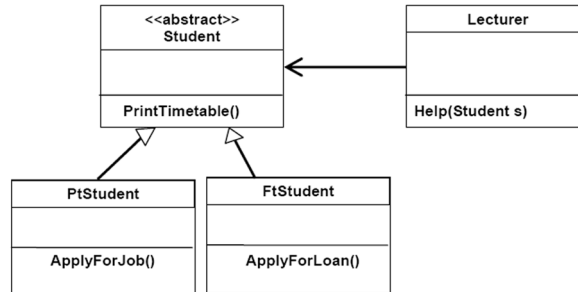 <<abstract>>
Student
PrintTimetable()
Lecturer
Help(Student s)
PtStudent
ApplyForJob()
FtStudent
ApplyForLoan()